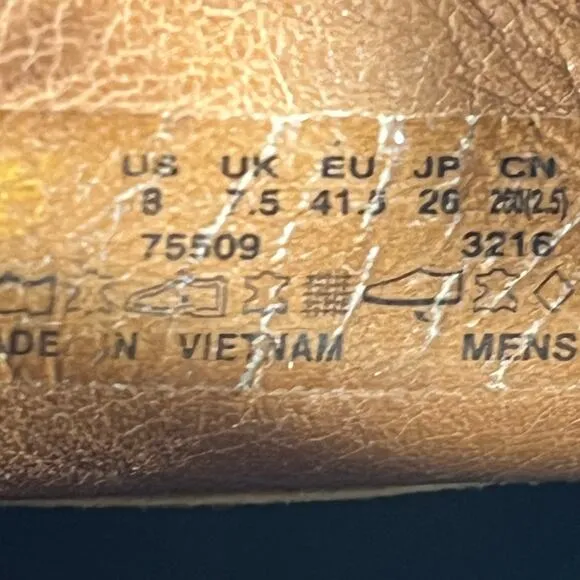 US UK EU JP CN
8 7.5 41.5 26 260(2.5)
75509 3216
ADE IN VIETNAM MENS